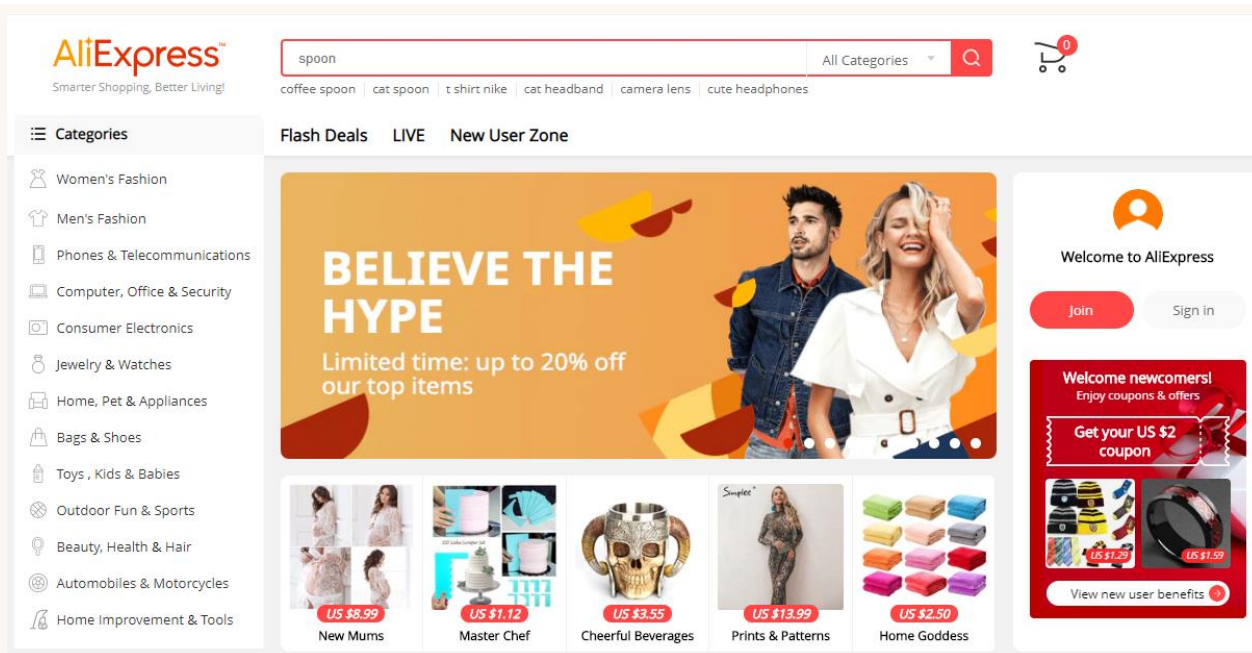 AliExpress™
Smarter Shopping, Better Living!
spoon
All Categories
0
coffee spoon
cat spoon
t shirt nike
cat headband
camera lens
cute headphones
Categories
Flash Deals
LIVE
New User Zone
Women's Fashion
Men's Fashion
Phones & Telecommunications
Computer, Office & Security
Consumer Electronics
Jewelry & Watches
Home, Pet & Appliances
Bags & Shoes
Toys , Kids & Babies
Outdoor Fun & Sports
Beauty, Health & Hair
Automobiles & Motorcycles
Home Improvement & Tools
BELIEVE THE
HYPE
Limited time: up to 20% off
our top items
US $8.99
New Mums
US $1.12
Master Chef
US $3.55
Cheerful Beverages
Simplee
US $13.99
Prints & Patterns
US $2.50
Home Goddess
Welcome to AliExpress
Join
Sign in
Welcome newcomers!
Enjoy coupons & offers
Get your US $2
coupon
US $1.29
US $1.59
View new user benefits